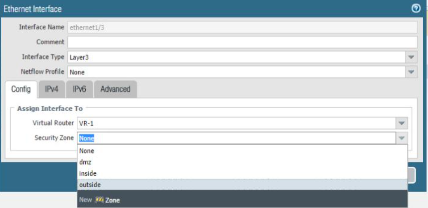 Ethernet Interface
Interface Name ethernet1/3
Comment
Interface Type Layer3
Netflow Profile None
Config IPv4 IPv6 Advanced
Assign Interface To
Virtual Router VR-1
Security Zone None
None
dmz
inside
outside
New Zone